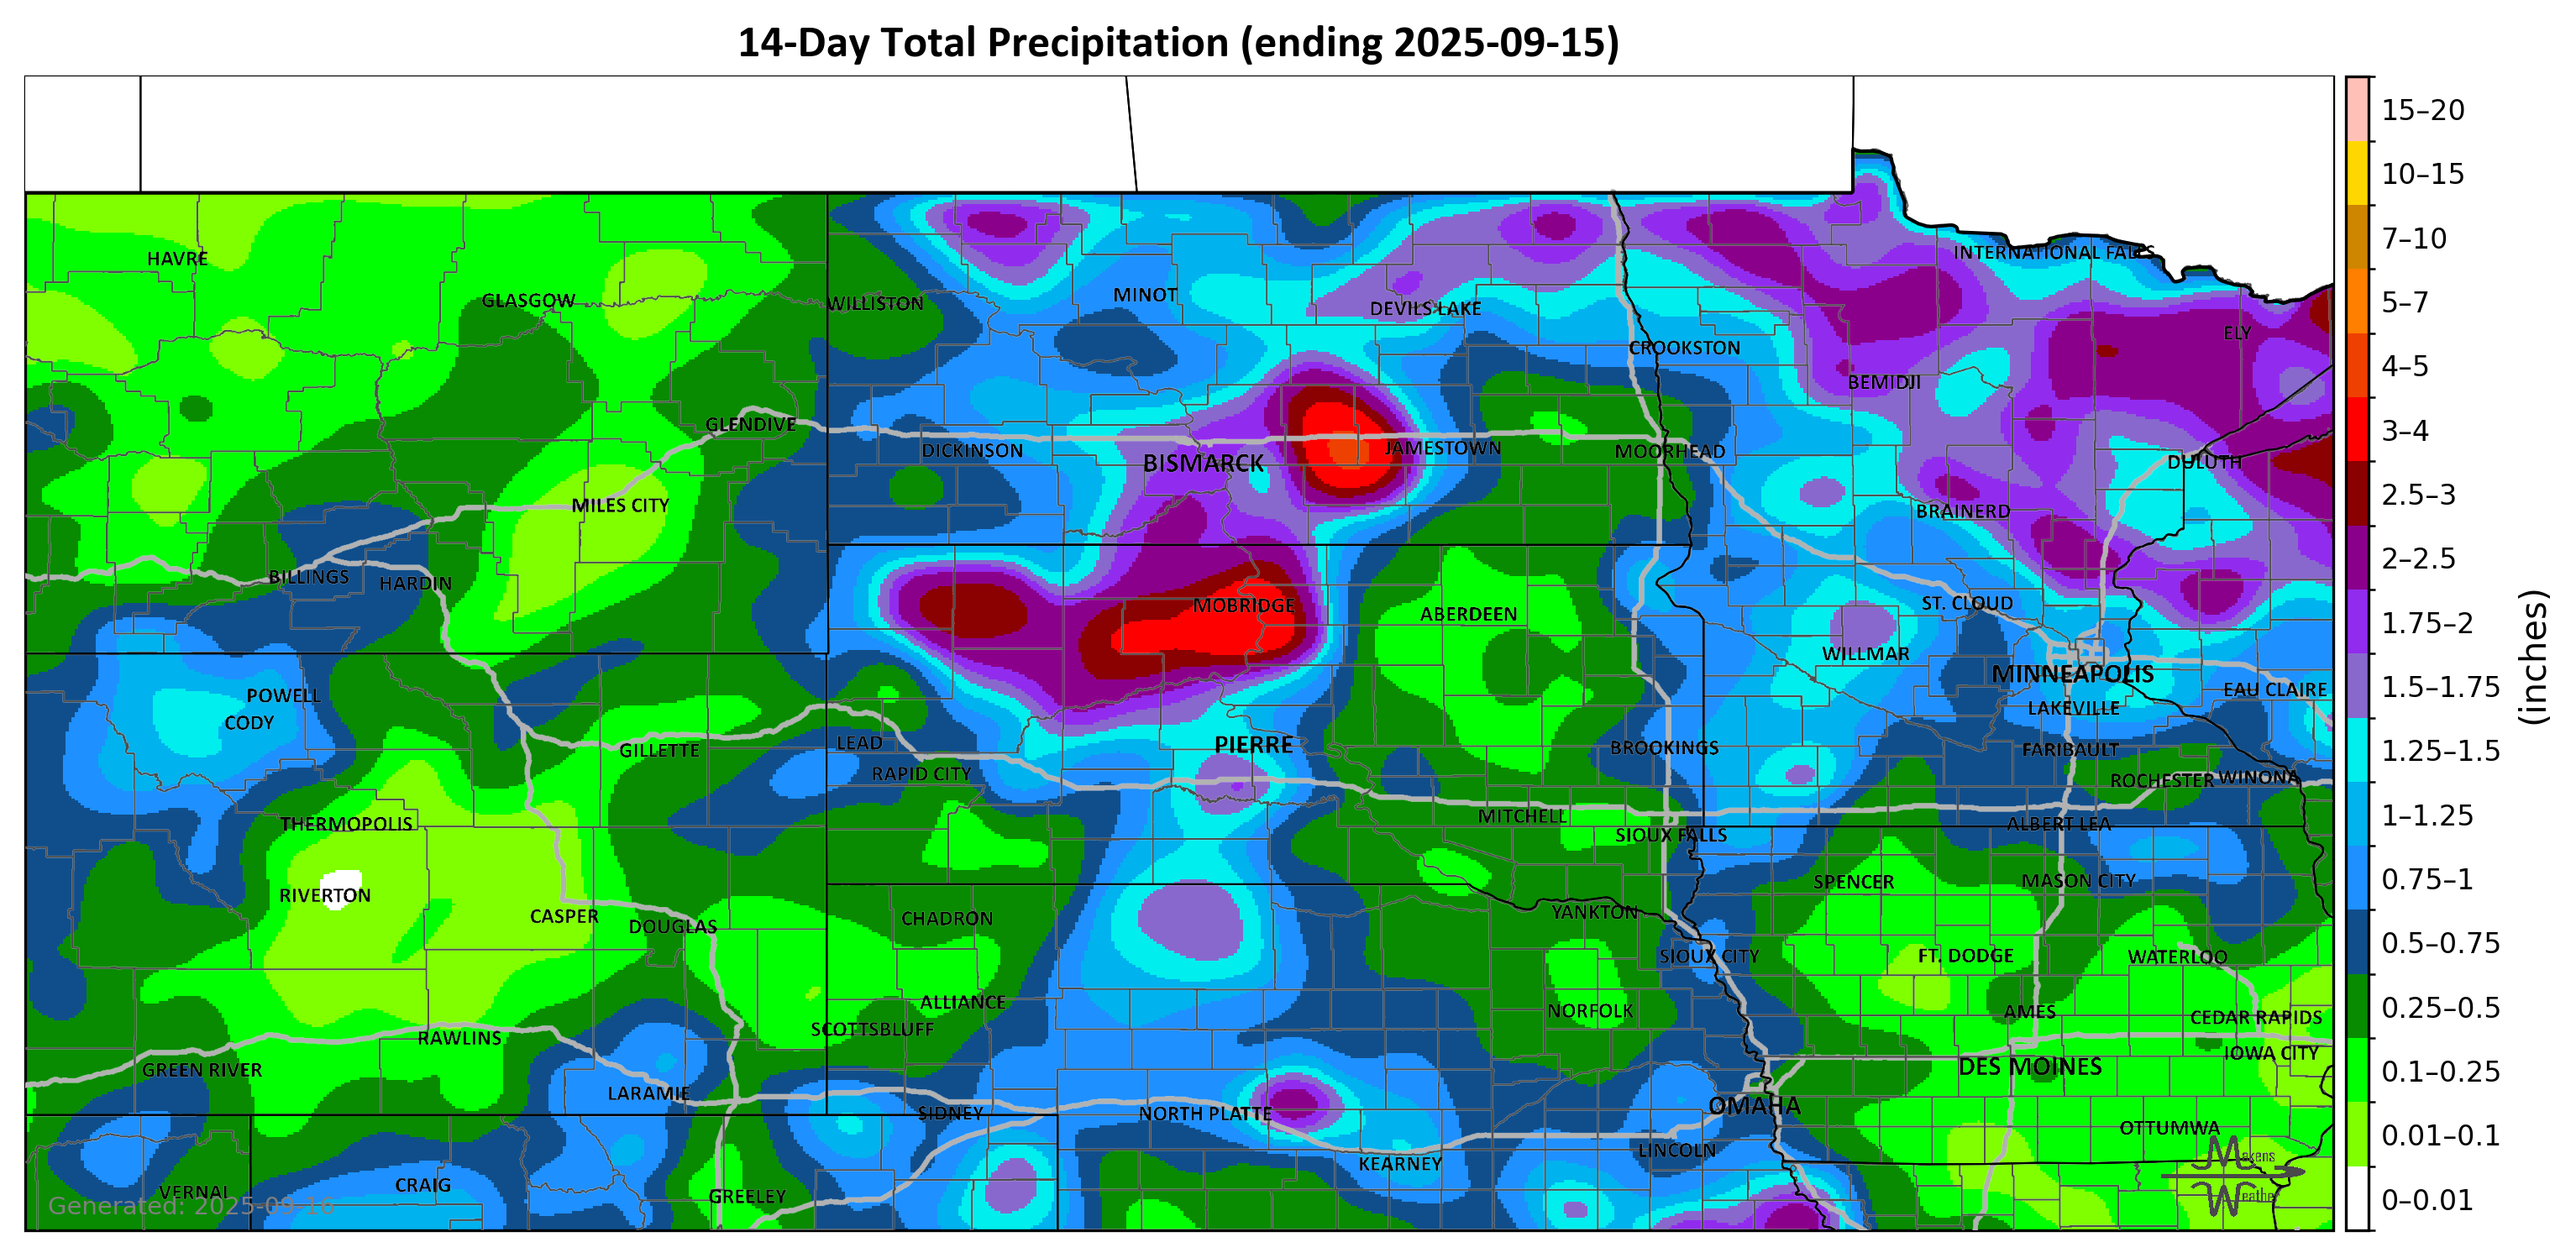 14-Day Total Precipitation (ending 2025-09-15)
15–20
10–15
7–10
5–7
4–5
3–4
2.5–3
2–2.5
1.75–2
1.5–1.75
1.25–1.5
1–1.25
0.75–1
0.5–0.75
0.25–0.5
0.1–0.25
0.01–0.1
0–0.01
(inches)
HAVRE
INTERNATIONAL FALLS
GLASGOW
WILLISTON
MINOT
DEVILS LAKE
ELY
CROOKSTON
BEMIDJI
GLENDIVE
DICKINSON
BISMARCK
JAMESTOWN
MOORHEAD
DULUTH
MILES CITY
BRAINERD
BILLINGS
HARDIN
MOBRIDGE
ABERDEEN
ST. CLOUD
WILLMAR
MINNEAPOLIS
EAU CLAIRE
POWELL
CODY
LAKEVILLE
GILLETTE
LEAD
PIERRE
BROOKINGS
FARIBAULT
RAPID CITY
ROCHESTER
WINONA
THERMOPOLIS
MITCHELL
SIOUX FALLS
ALBERT LEA
RIVERTON
SPENCER
MASON CITY
CASPER
DOUGLAS
CHADRON
YANKTON
SIOUX CITY
FT. DODGE
WATERLOO
ALLIANCE
NORFOLK
AMES
CEDAR RAPIDS
SCOTTSBLUFF
RAWLINS
IOWA CITY
GREEN RIVER
DES MOINES
LARAMIE
SIDNEY
NORTH PLATTE
OMAHA
OTTUMWA
LINCOLN
KEARNEY
VERNAL
CRAIG
GREELEY
Generated: 2025-09-16
Makens
Weather